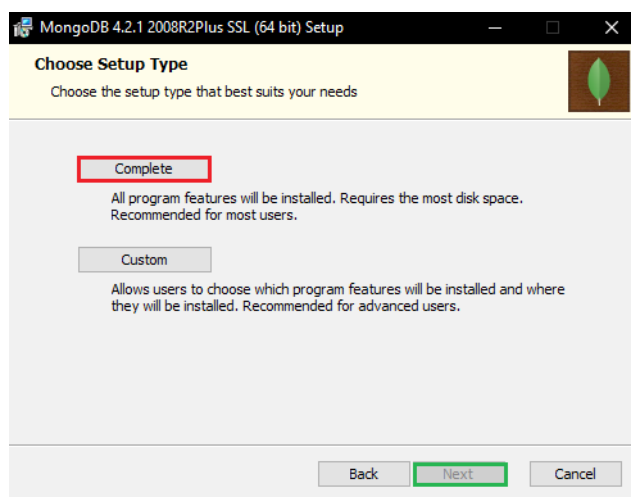 MongoDB 4.2.1 2008R2Plus SSL (64 bit) Setup
Choose Setup Type
Choose the setup type that best suits your needs
Complete
All program features will be installed. Requires the most disk space.
Recommended for most users.
Custom
Allows users to choose which program features will be installed and where
they will be installed. Recommended for advanced users.
Back Next Cancel